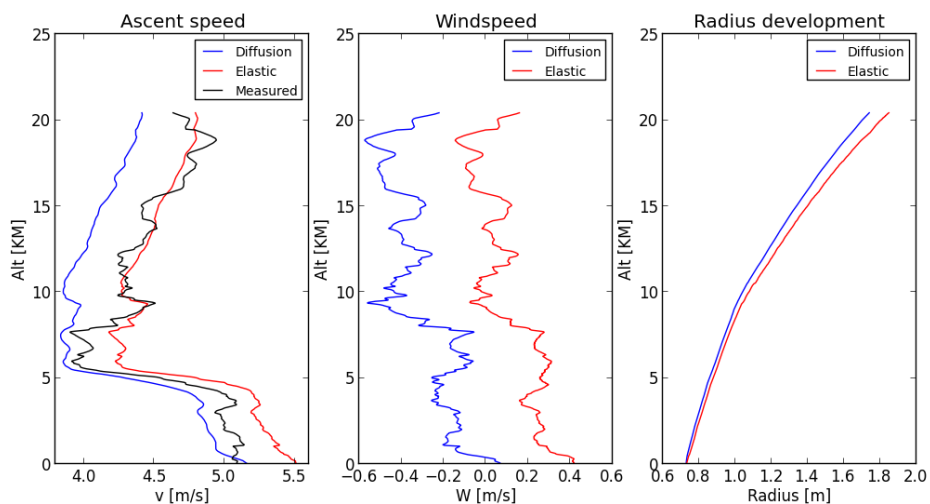 Ascent speed
25
20
15
10
5
0
Alt [KM]
4.0 4.5 5.0 5.5
v [m/s]
Diffusion
Elastic
Measured
Windspeed
25
20
15
10
5
0
Alt [KM]
−0.6 −0.4 −0.2 0.0 0.2 0.4 0.6
W [m/s]
Diffusion
Elastic
Radius development
25
20
15
10
5
0
Alt [KM]
0.6 0.8 1.0 1.2 1.4 1.6 1.8 2.0
Radius [m]
Diffusion
Elastic